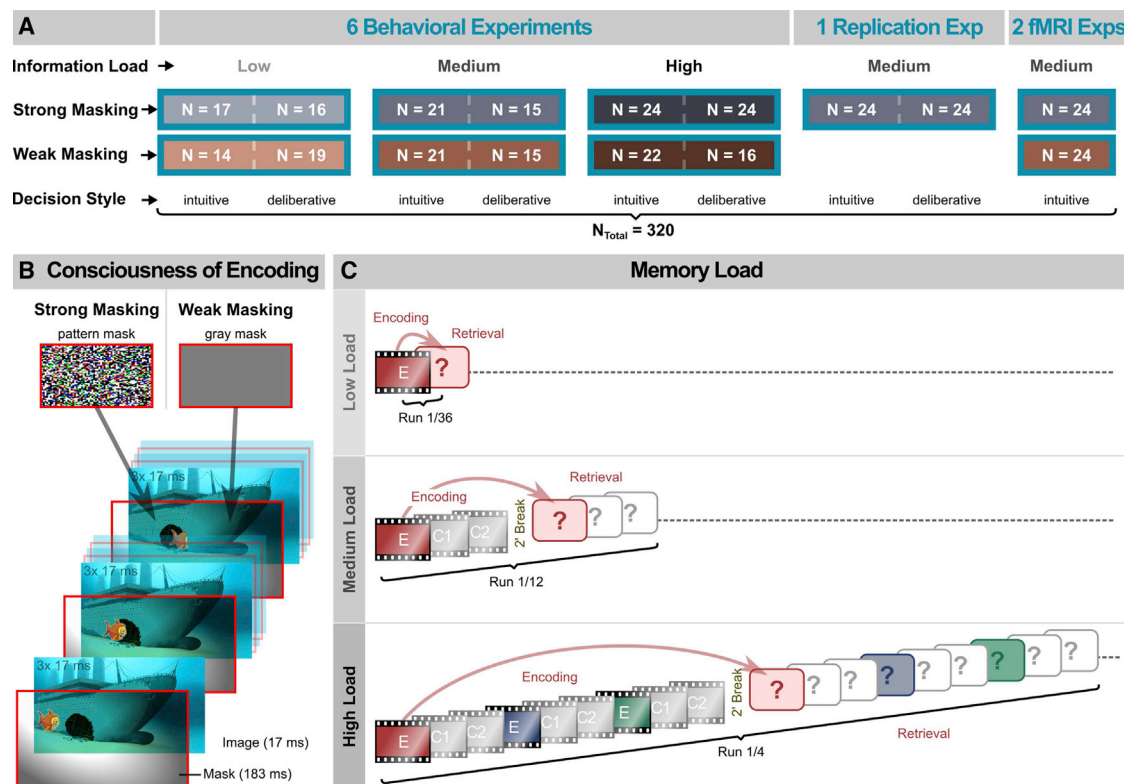 A 6 Behavioral Experiments 1 Replication Exp 2 fMRI Exps
Information Load Low Medium High Medium Medium
Strong Masking N = 17 N = 16 N = 21 N = 15 N = 24 N = 24 N = 24 N = 24 N = 24
Weak Masking N = 14 N = 19 N = 21 N = 15 N = 22 N = 16 N = 24
Decision Style intuitive deliberative intuitive deliberative intuitive deliberative intuitive deliberative intuitive
NTotal = 320
B Consciousness of Encoding
Strong Masking Weak Masking
pattern mask gray mask
3x 17 ms
3x 17 ms
3x 17 ms
Image (17 ms)
Mask (183 ms)
C Memory Load
Low Load
Encoding
Retrieval
E ?
Run 1/36
Medium Load
Encoding
Retrieval
E C1 C2 2' Break ? ? ?
Run 1/12
High Load
Encoding
E C1 C2 E C1 C2 E C1 C2 2' Break ? ? ? ? ? ? ? ? ?
Retrieval
Run 1/4